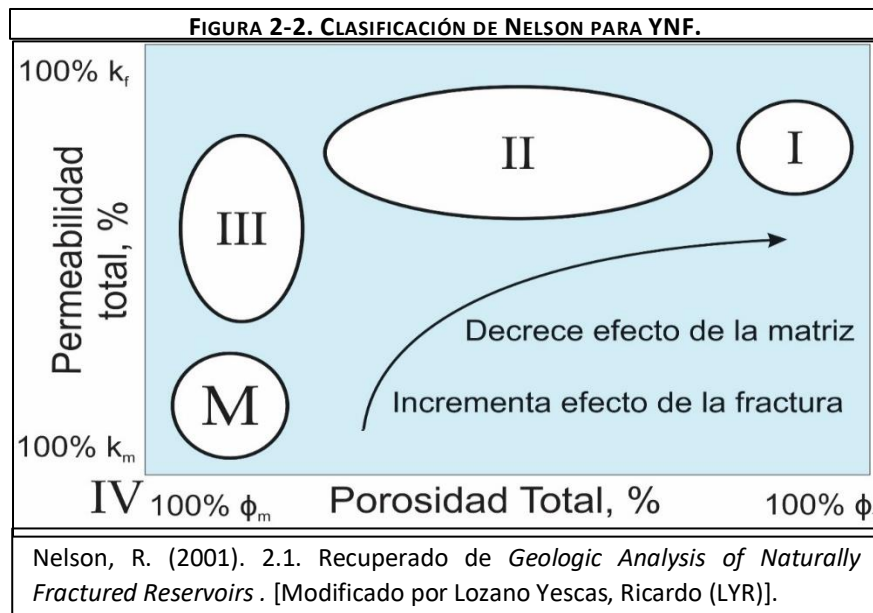 FIGURA 2-2. CLASIFICACIÓN DE NELSON PARA YNF.
100% kf
Permeabilidad
total, %
II
I
III
Decrece efecto de la matriz
M
Incrementa efecto de la fractura
100% km
IV 100% ϕm Porosidad Total, % 100% ϕ
Nelson, R. (2001). 2.1. Recuperado de Geologic Analysis of Naturally
Fractured Reservoirs . [Modificado por Lozano Yescas, Ricardo (LYR)].